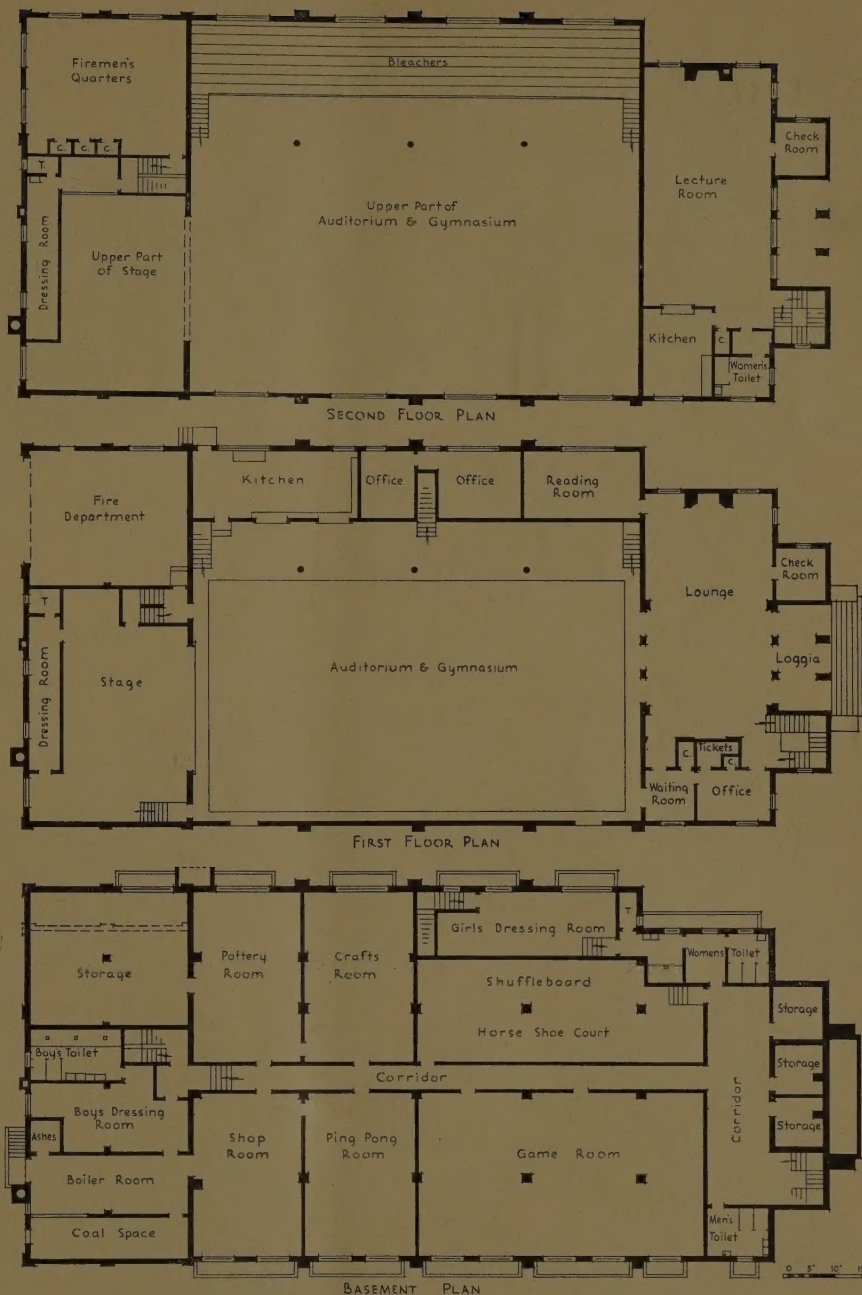 Firemen's
Quarters
Bleachers
C.
C.
C.
T.
Check
Room
Lecture
Room
Upper Part of
Auditorium & Gymnasium
Dressing Room
Upper Part
of Stage
Kitchen
C.
Women's
Toilet
SECOND FLOOR PLAN
Kitchen
Office
Office
Reading
Room
Fire
Department
Check
Room
T
Lounge
Dressing Room
Stage
Auditorium & Gymnasium
Loggia
C.
Tickets
C.
Waiting
Room
Office
FIRST FLOOR PLAN
Storage
Pottery
Room
Crafts
Room
Girls Dressing Room
T.
Womens
Toilet
Shuffleboard
Horse Shoe Court
Storage
Boy's Toilet
Corridor
Storage
Boys Dressing
Room
Corridor
Storage
Ashes
Shop
Room
Ping Pong
Room
Game Room
Boiler Room
Coal Space
Men's
Toilet
0 5' 10'
BASEMENT PLAN